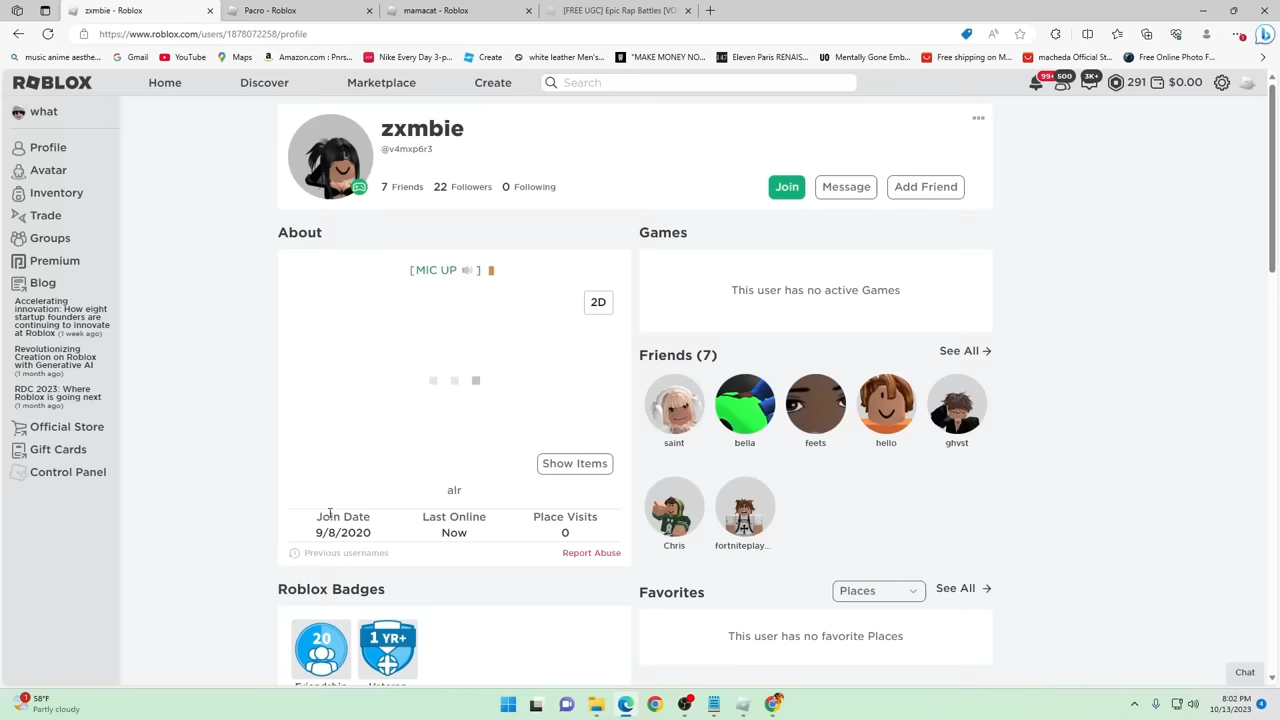 zxmbie - Roblox
Pacro - Roblox
mamacat - Roblox
[FREE UGC] Epic Rap Battles [VO
https://www.roblox.com/users/1878072258/profile
music anime aesthe...
Gmail
YouTube
Maps
Amazon.com...
Nike Every Day 3-P...
Create
white leather Men's...
"MAKE MONEY NO...
Eleven Paris RENAIS...
Mentally Gone Emb...
Free shipping on M...
macheda Official St...
Free Online Photo F...
ROBLOX
Home
Discover
Marketplace
Create
Search
99+
500
3K+
291
$0.00
what
Profile
Avatar
Inventory
Trade
Groups
Premium
Blog
Accelerating
innovation: How eight
startup founders are
continuing to innovate
at Roblox (1 week ago)
Revolutionizing
Creation on Roblox
with Generative AI
(1 month ago)
RDC 2023: Where
Roblox is going next
(1 month ago)
Official Store
Gift Cards
Control Panel
zxmbie
@v4mxp6r3
7 Friends 22 Followers 0 Following
Join
Message
Add Friend
About
[MIC UP 🔊 ] 🚪
2D
Show Items
alr
Join Date Last Online Place Visits
9/8/2020 Now 0
Previous usernames
Report Abuse
Roblox Badges
20
1 YR+
Friendship
Veteran
Games
This user has no active Games
Friends (7)
See All →
saint
bella
feets
hello
ghvst
Chris
fortniteplay...
Favorites
Places
See All →
This user has no favorite Places
Chat
1
58°F
Partly cloudy
8:02 PM
10/13/2023
4